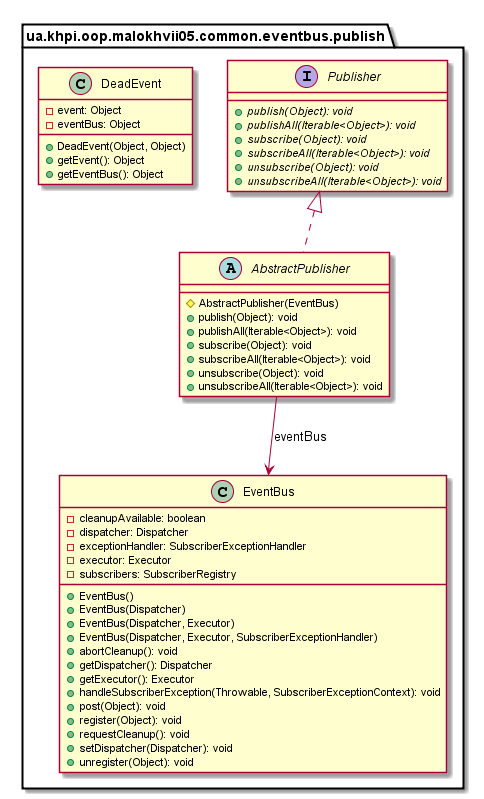 ua.khpi.oop.malokhvii05.common.eventbus.publish
C DeadEvent
event: Object
eventBus: Object
DeadEvent(Object, Object)
getEvent(): Object
getEventBus(): Object
I Publisher
publish(Object): void
publishAll(Iterable<Object>): void
subscribe(Object): void
subscribeAll(Iterable<Object>): void
unsubscribe(Object): void
unsubscribeAll(Iterable<Object>): void
A AbstractPublisher
AbstractPublisher(EventBus)
publish(Object): void
publishAll(Iterable<Object>): void
subscribe(Object): void
subscribeAll(Iterable<Object>): void
unsubscribe(Object): void
unsubscribeAll(Iterable<Object>): void
eventBus
C EventBus
cleanupAvailable: boolean
dispatcher: Dispatcher
exceptionHandler: SubscriberExceptionHandler
executor: Executor
subscribers: SubscriberRegistry
EventBus()
EventBus(Dispatcher)
EventBus(Dispatcher, Executor)
EventBus(Dispatcher, Executor, SubscriberExceptionHandler)
abortCleanup(): void
getDispatcher(): Dispatcher
getExecutor(): Executor
handleSubscriberException(Throwable, SubscriberExceptionContext): void
post(Object): void
register(Object): void
requestCleanup(): void
setDispatcher(Dispatcher): void
unregister(Object): void